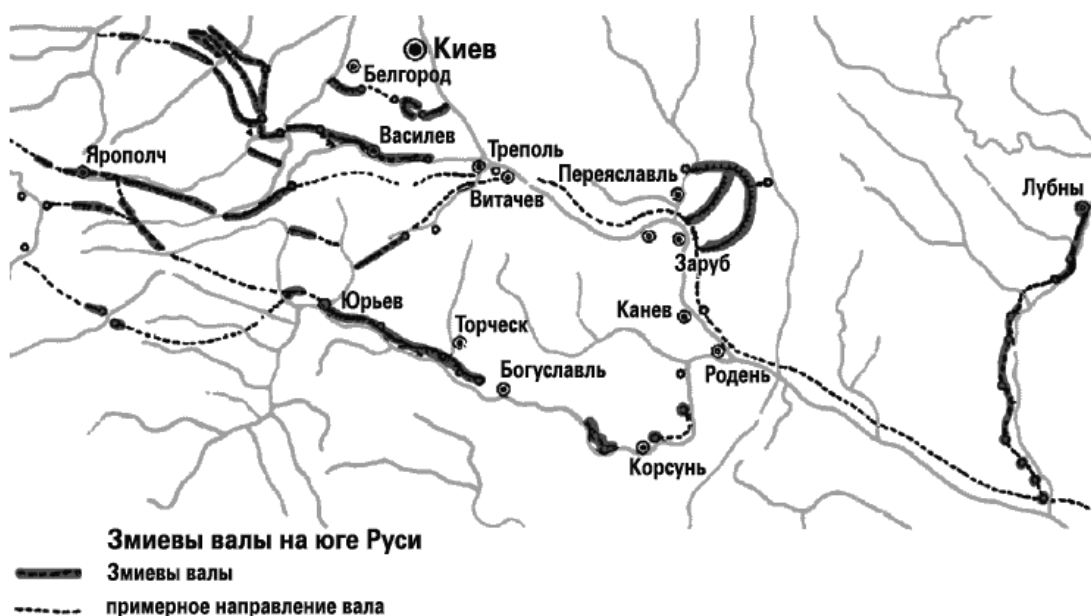 Киев
Белгород
Василев
Ярополч
Треполь
Витачев
Переяславль
Лубны
Заруб
Юрьев
Канев
Торческ
Родень
Богуславль
Корсунь
Змиевы валы на юге Руси
Змиевы валы
примерное направление вала